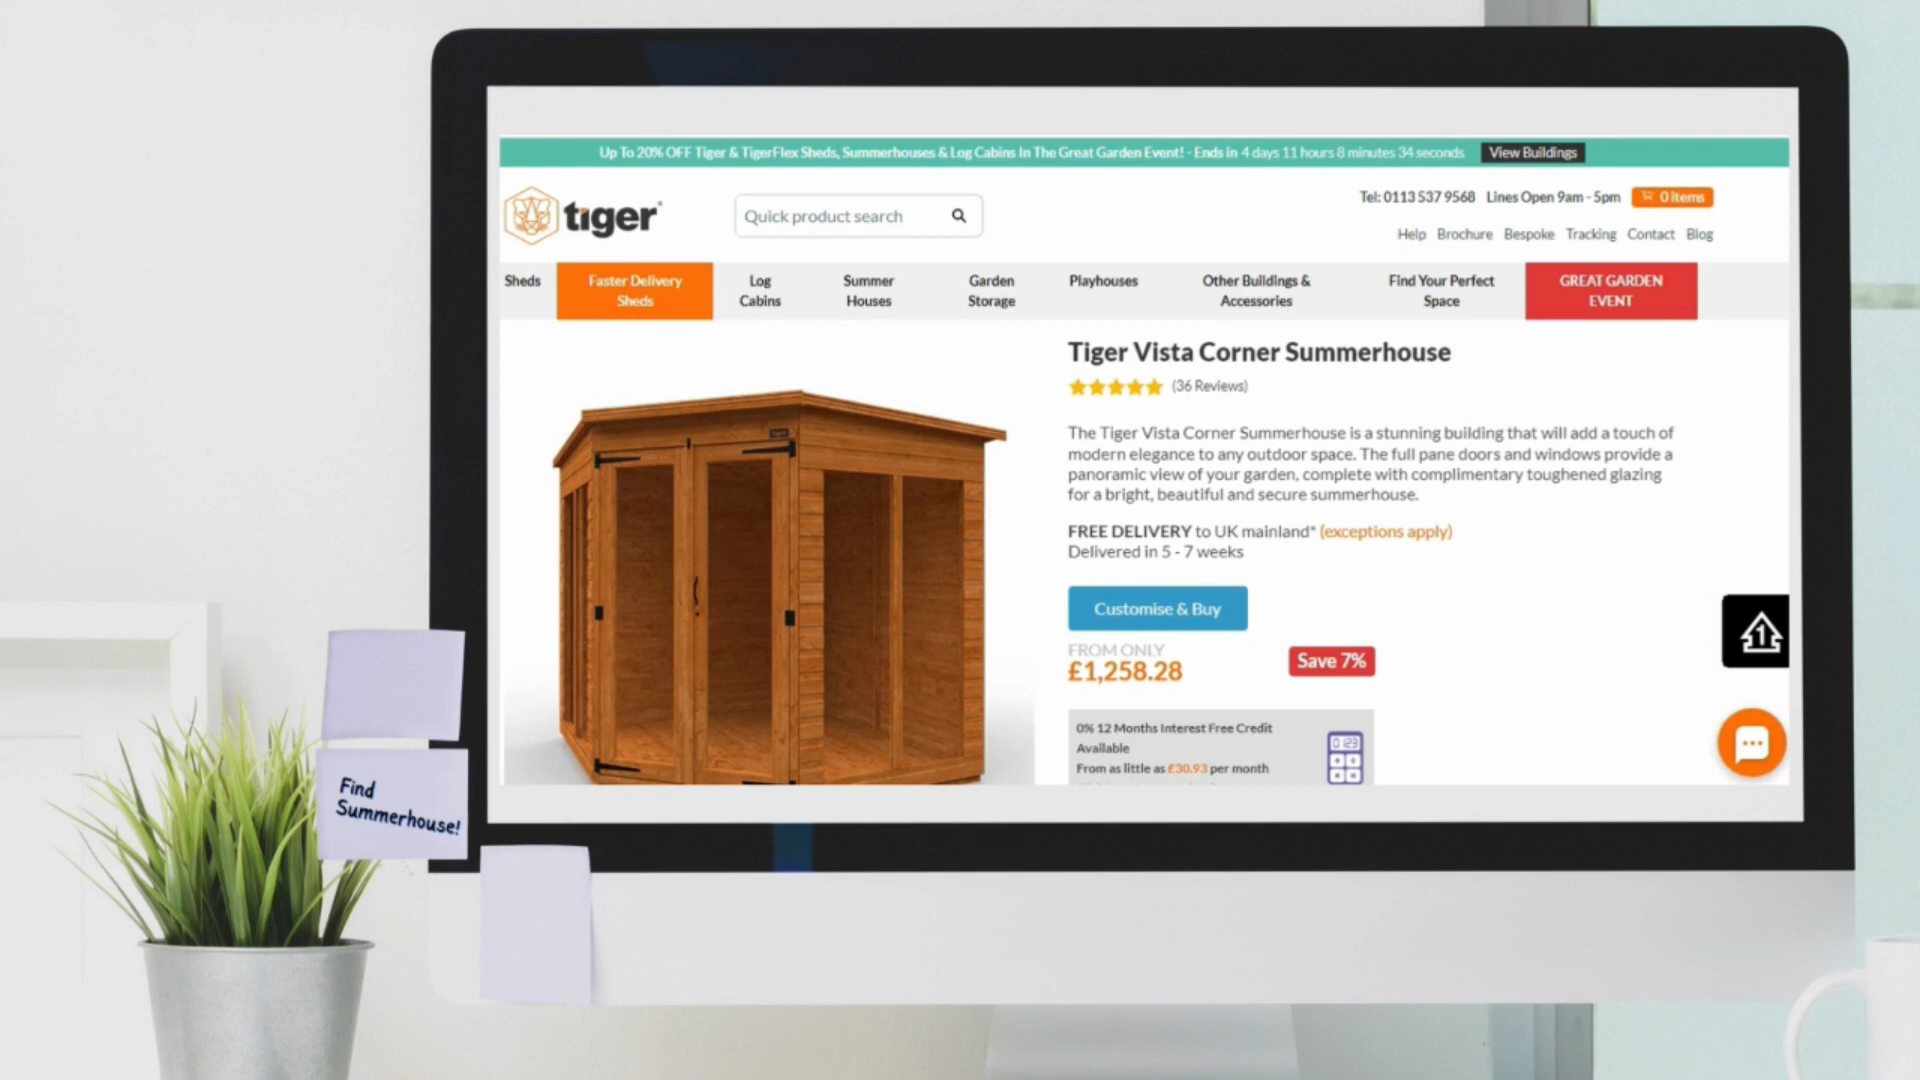 Up To 20% OFF Tiger & TigerFlex Sheds, Summerhouses & Log Cabins In The Great Garden Event! - Ends in 4 days 11 hours 8 minutes 34 seconds View Buildings
tiger
Quick product search
Tel: 0113 537 9568 Lines Open 9am - 5pm 0 items
Help Brochure Bespoke Tracking Contact Blog
Sheds
Faster Delivery
Sheds
Log
Cabins
Summer
Houses
Garden
Storage
Playhouses
Other Buildings &
Accessories
Find Your Perfect
Space
GREAT GARDEN
EVENT
Tiger Vista Corner Summerhouse
(36 Reviews)
The Tiger Vista Corner Summerhouse is a stunning building that will add a touch of
modern elegance to any outdoor space. The full pane doors and windows provide a
panoramic view of your garden, complete with complimentary toughened glazing
for a bright, beautiful and secure summerhouse.
FREE DELIVERY to UK mainland* (exceptions apply)
Delivered in 5 - 7 weeks
Customise & Buy
FROM ONLY
£1,258.28
Save 7%
0% 12 Months Interest Free Credit
Available
From as little as £30.93 per month
1
Find
Summerhouse!